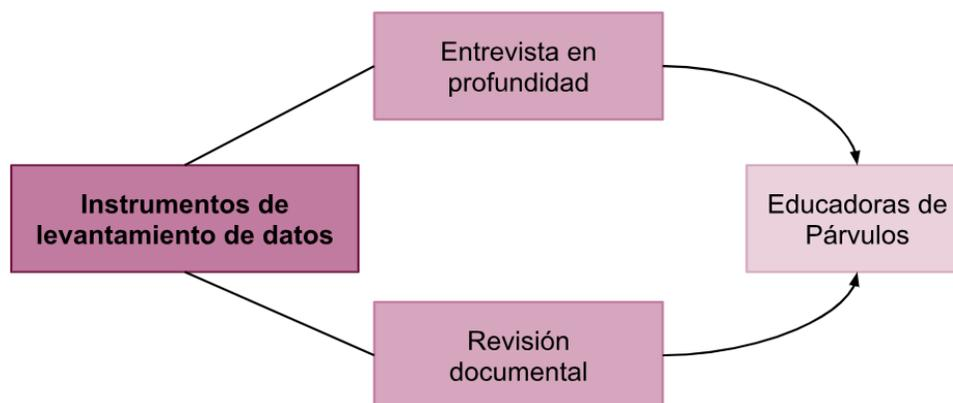 Entrevista en
profundidad
Instrumentos de
levantamiento de datos
Educadoras de
Párvulos
Revisión
documental